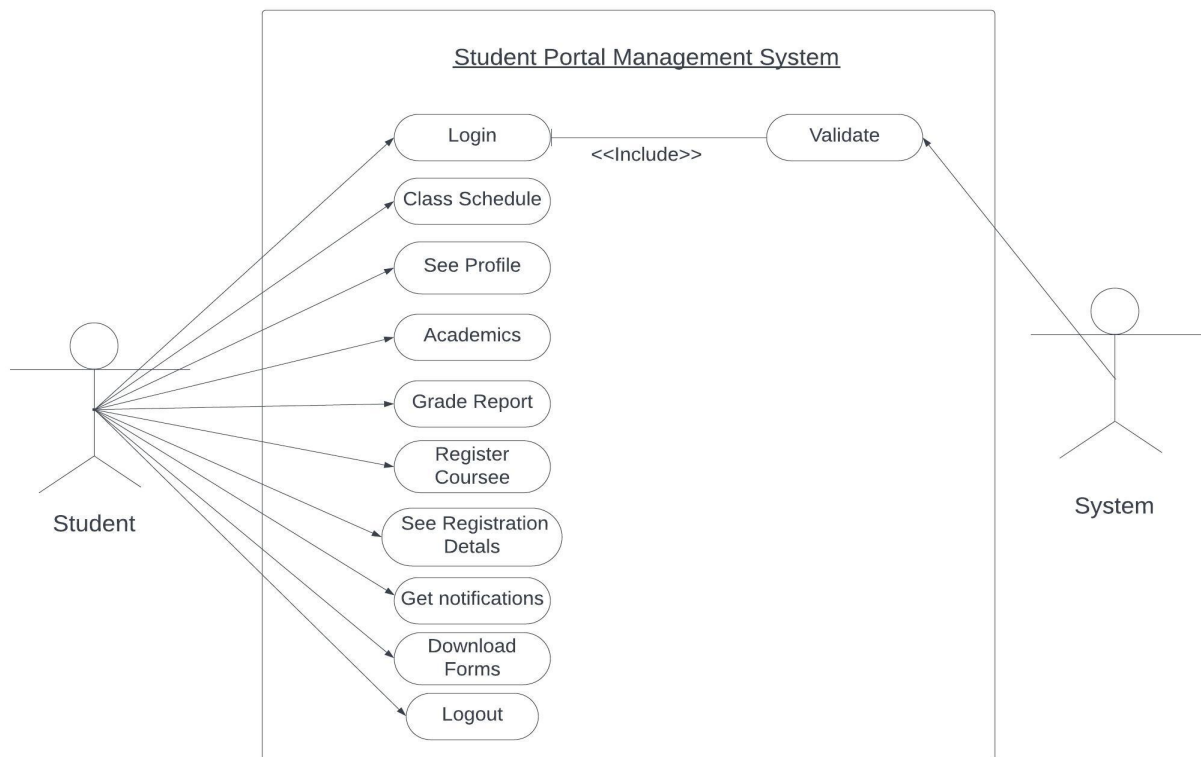 Student Portal Management System
Login
Validate
<<Include>>
Class Schedule
See Profile
Academics
Grade Report
Register
Coursee
See Registration
Detals
Get notifications
Download
Forms
Logout
Student
System